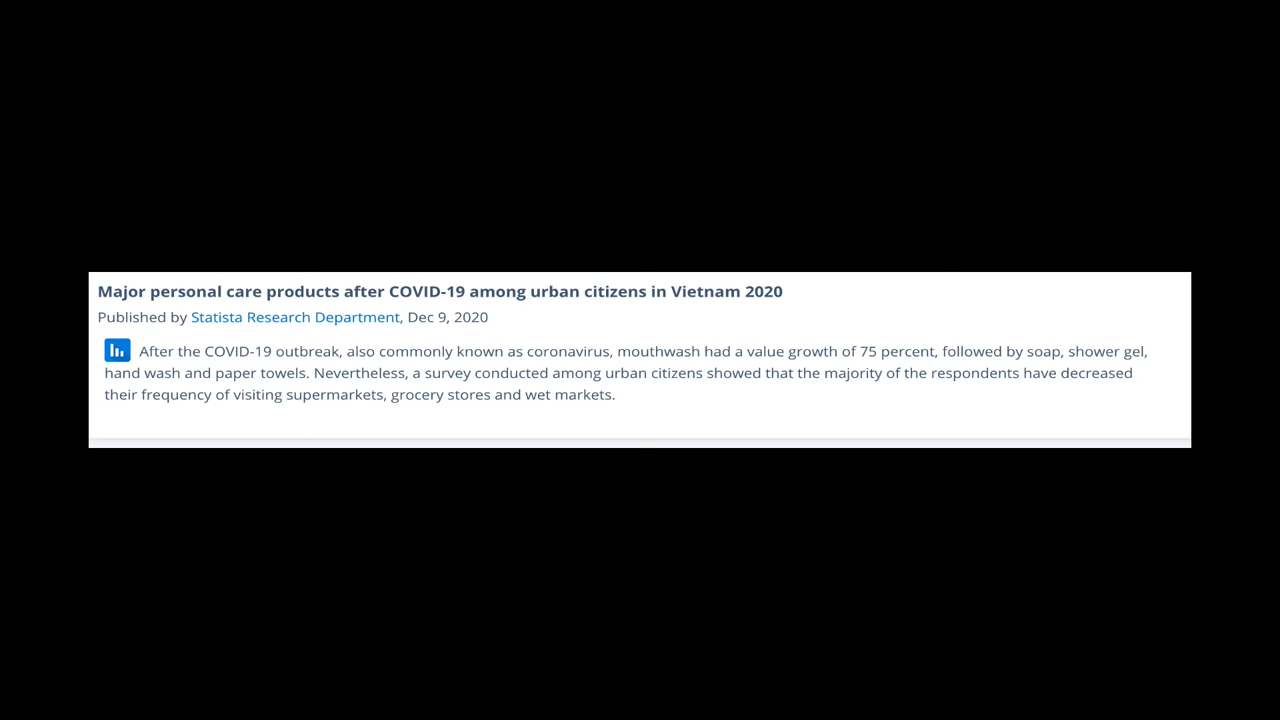 Major personal care products after COVID-19 among urban citizens in Vietnam 2020
Published by Statista Research Department, Dec 9, 2020
After the COVID-19 outbreak, also commonly known as coronavirus, mouthwash had a value growth of 75 percent, followed by soap, shower gel,
hand wash and paper towels. Nevertheless, a survey conducted among urban citizens showed that the majority of the respondents have decreased
their frequency of visiting supermarkets, grocery stores and wet markets.